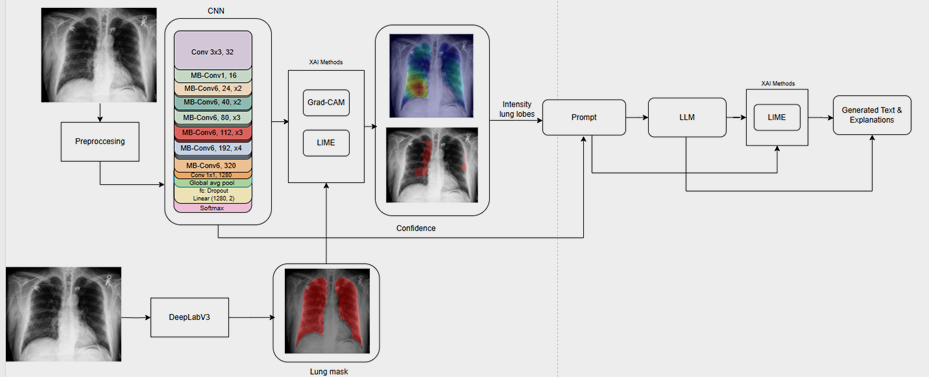 CNN
Conv 3x3, 32
MB-Conv1, 16
MB-Conv6, 24, x2
MB-Conv6, 40, x2
MB-Conv6, 80, x3
MB-Conv6, 112, x3
MB-Conv6, 192, x4
MB-Conv6, 320
Conv 1x1, 1280
Global avg pool
fc: Dropout
Linear (1280, 2)
Softmax
Preproccesing
XAI Methods
Grad-CAM
LIME
Intensity
lung lobes
Confidence
Prompt
LLM
XAI Methods
LIME
Generated Text &
Explanations
DeepLabV3
Lung mask